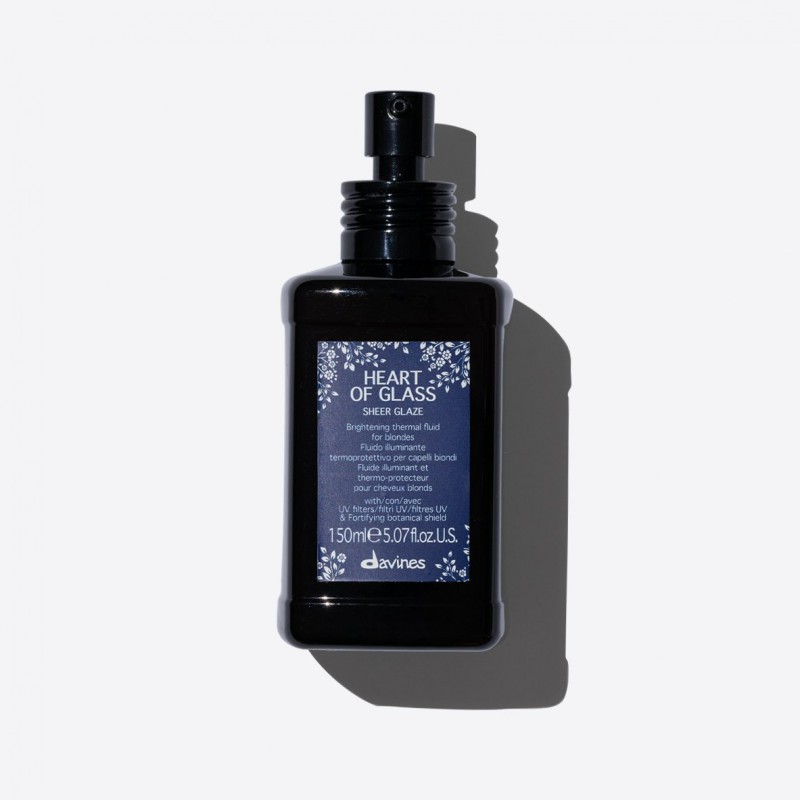 HEART
OF GLASS
SHEER GLAZE
Brightening thermal fluid
for blondes
Fluido illuminante
termoprotettivo per capelli biondi
Fluide illuminant et
thermo-protecteur
pour cheveux blonds
with/con/avec
UV filters/filtri UV/filtres UV
& Fortifying botanical shield
150ml℮5.07fl.oz.U.S.
davines